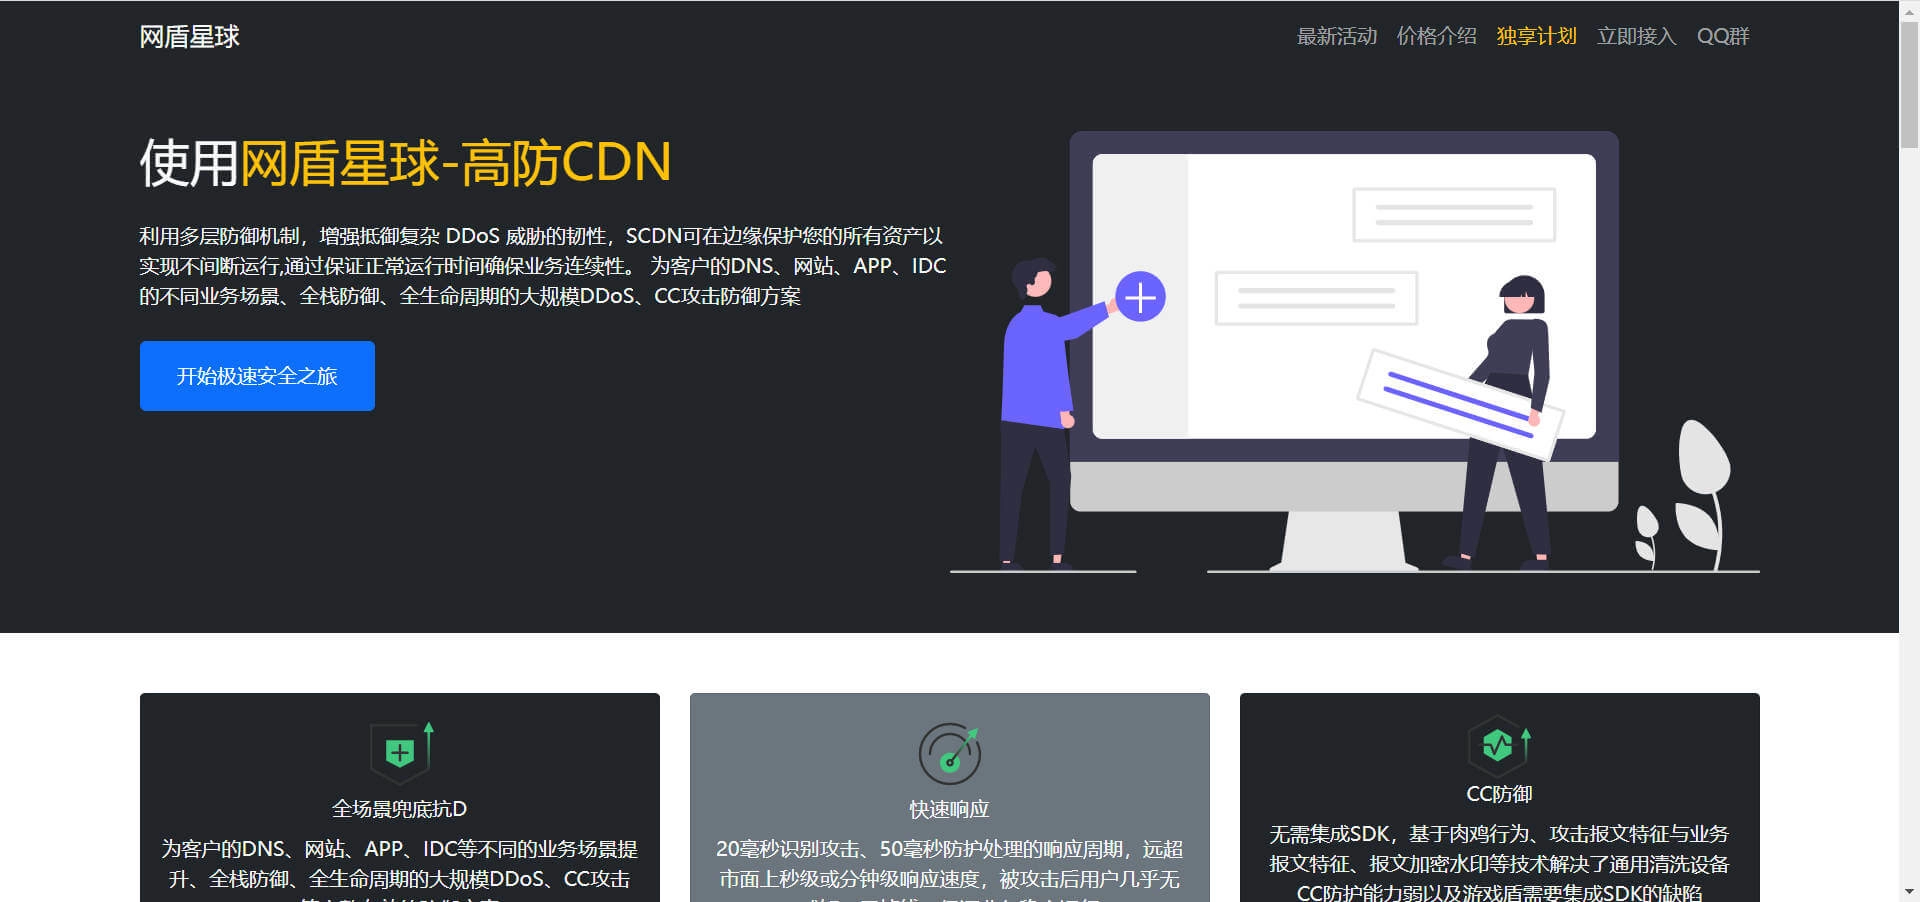 网盾星球
最新活动 价格介绍 独享计划 立即接入 QQ群
使用网盾星球-高防CDN
利用多层防御机制，增强抵御复杂 DDoS 威胁的韧性，SCDN可在边缘保护您的所有资产以
实现不间断运行,通过保证正常运行时间确保业务连续性。 为客户的DNS、网站、APP、IDC
的不同业务场景、全栈防御、全生命周期的大规模DDoS、CC攻击防御方案
开始极速安全之旅
全场景兜底抗D
为客户的DNS、网站、APP、IDC等不同的业务场景提
升、全栈防御、全生命周期的大规模DDoS、CC攻击
快速响应
20毫秒识别攻击、50毫秒防护处理的响应周期，远超
市面上秒级或分钟级响应速度，被攻击后用户几乎无
CC防御
无需集成SDK，基于肉鸡行为、攻击报文特征与业务
报文特征、报文加密水印等技术解决了通用清洗设备
CC防护能力弱以及游戏盾需要集成SDK的缺陷